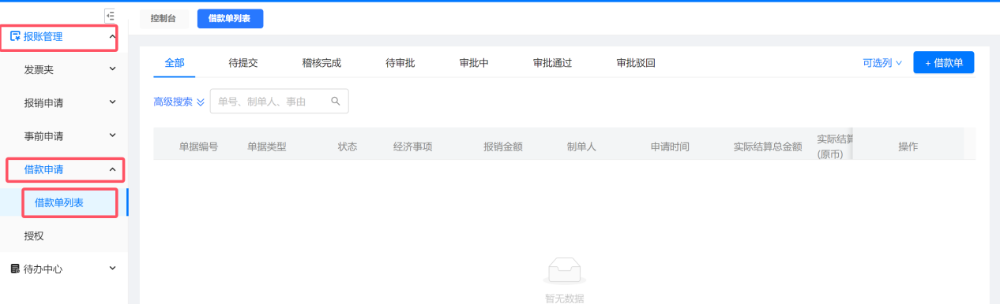 控制台
借款单列表
报账管理
发票夹
报销申请
事前申请
借款申请
借款单列表
授权
待办中心
全部 待提交 稽核完成 待审批 审批中 审批通过 审批驳回 可选列 + 借款单
高级搜索 单号、制单人、事由
单据编号 单据类型 状态 经济事项 报销金额 制单人 申请时间 实际结算总金额 实际结算 操作
(原币)
暂无数据